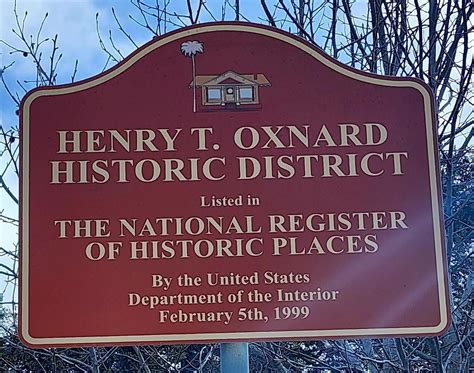 HENRY T. OXNARD
HISTORIC DISTRICT
Listed in
THE NATIONAL REGISTER
OF HISTORIC PLACES
By the United States
Department of the Interior
February 5th, 1999